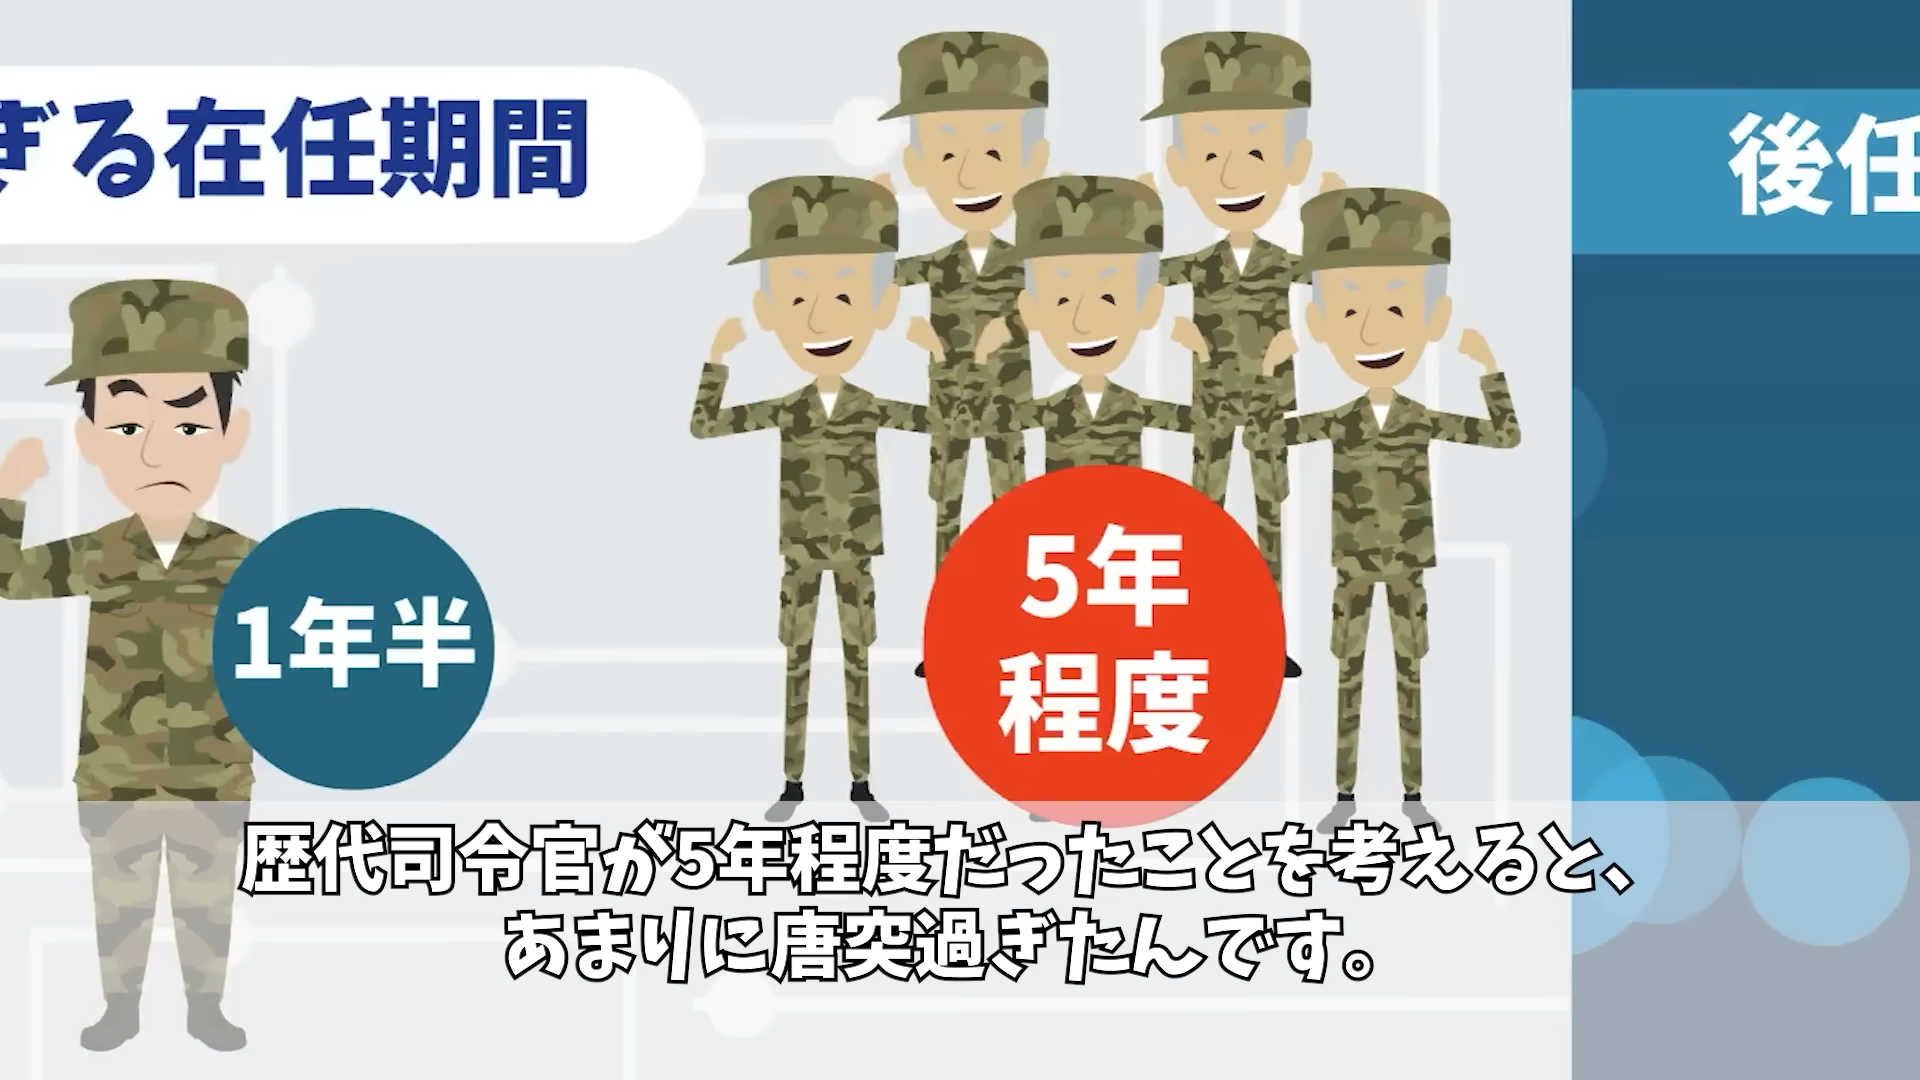 ぎる在任期間
後任
1年半
5年
程度
歴代司令官が5年程度だったことを考えると、
あまりに唐突過ぎたんです。